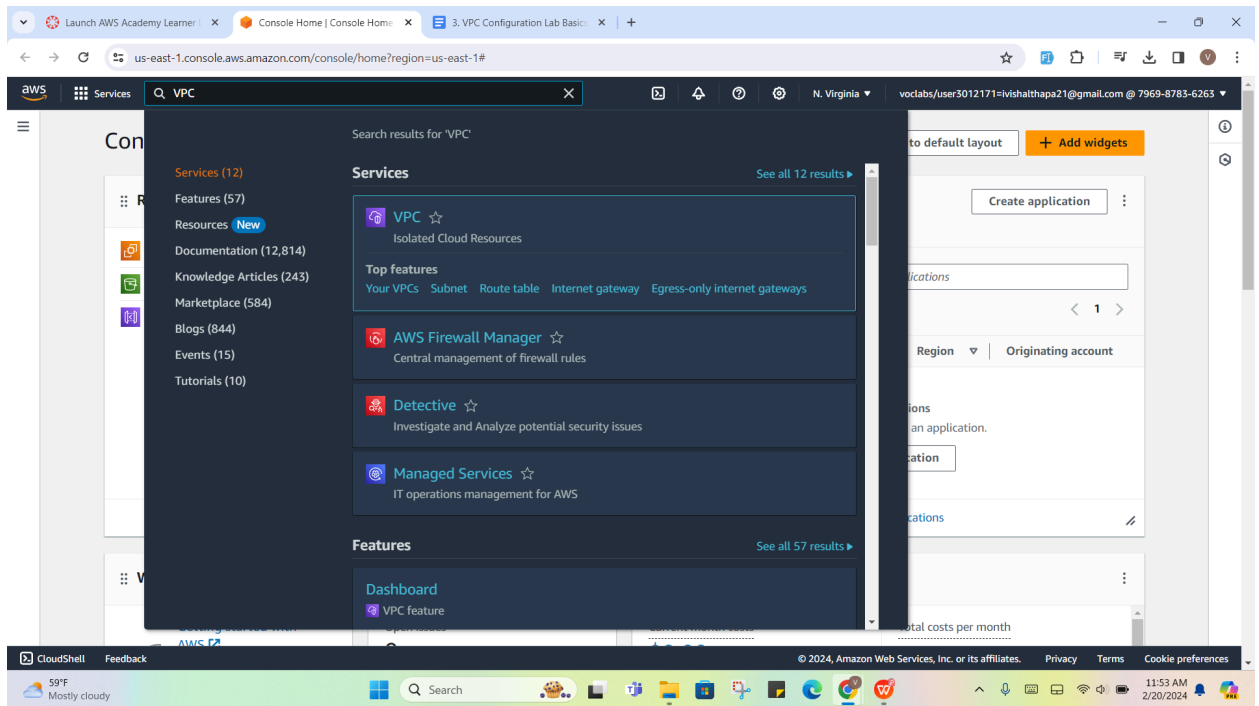 Launch AWS Academy Learner L
Console Home | Console Home
3. VPC Configuration Lab Basic
us-east-1.console.aws.amazon.com/console/home?region=us-east-1#
V
aws
Services
VPC
N. Virginia
voclabs/user3012171=ivishalthapa21@gmail.com @ 7969-8783-6263
Con
to default layout
+ Add widgets
Search results for 'VPC'
Services (12)
Features (57)
Resources New
Documentation (12,814)
Knowledge Articles (243)
Marketplace (584)
Blogs (844)
Events (15)
Tutorials (10)
Services
See all 12 results
VPC
Isolated Cloud Resources
Top features
Your VPCs Subnet Route table Internet gateway Egress-only internet gateways
AWS Firewall Manager
Central management of firewall rules
Detective
Investigate and Analyze potential security issues
Managed Services
IT operations management for AWS
Features
See all 57 results
Dashboard
VPC feature
R
Create application
lications
1
Region
Originating account
ions
an application.
cation
cations
W
AWS
total costs per month
CloudShell Feedback
© 2024, Amazon Web Services, Inc. or its affiliates. Privacy Terms Cookie preferences
59°F
Mostly cloudy
Search
11:53 AM
2/20/2024